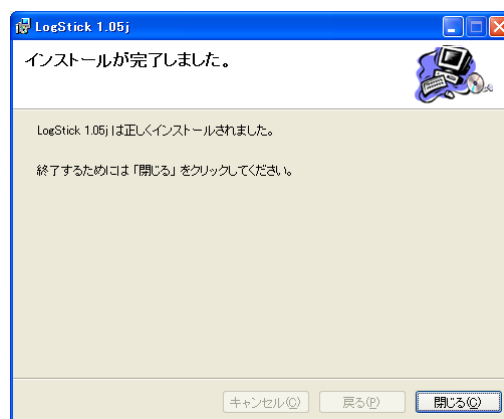 LogStick 1.05j
インストールが完了しました。
LogStick 1.05j は正しくインストールされました。
終了するためには「閉じる」をクリックしてください。
キャンセル(C) 戻る(P) 閉じる(C)